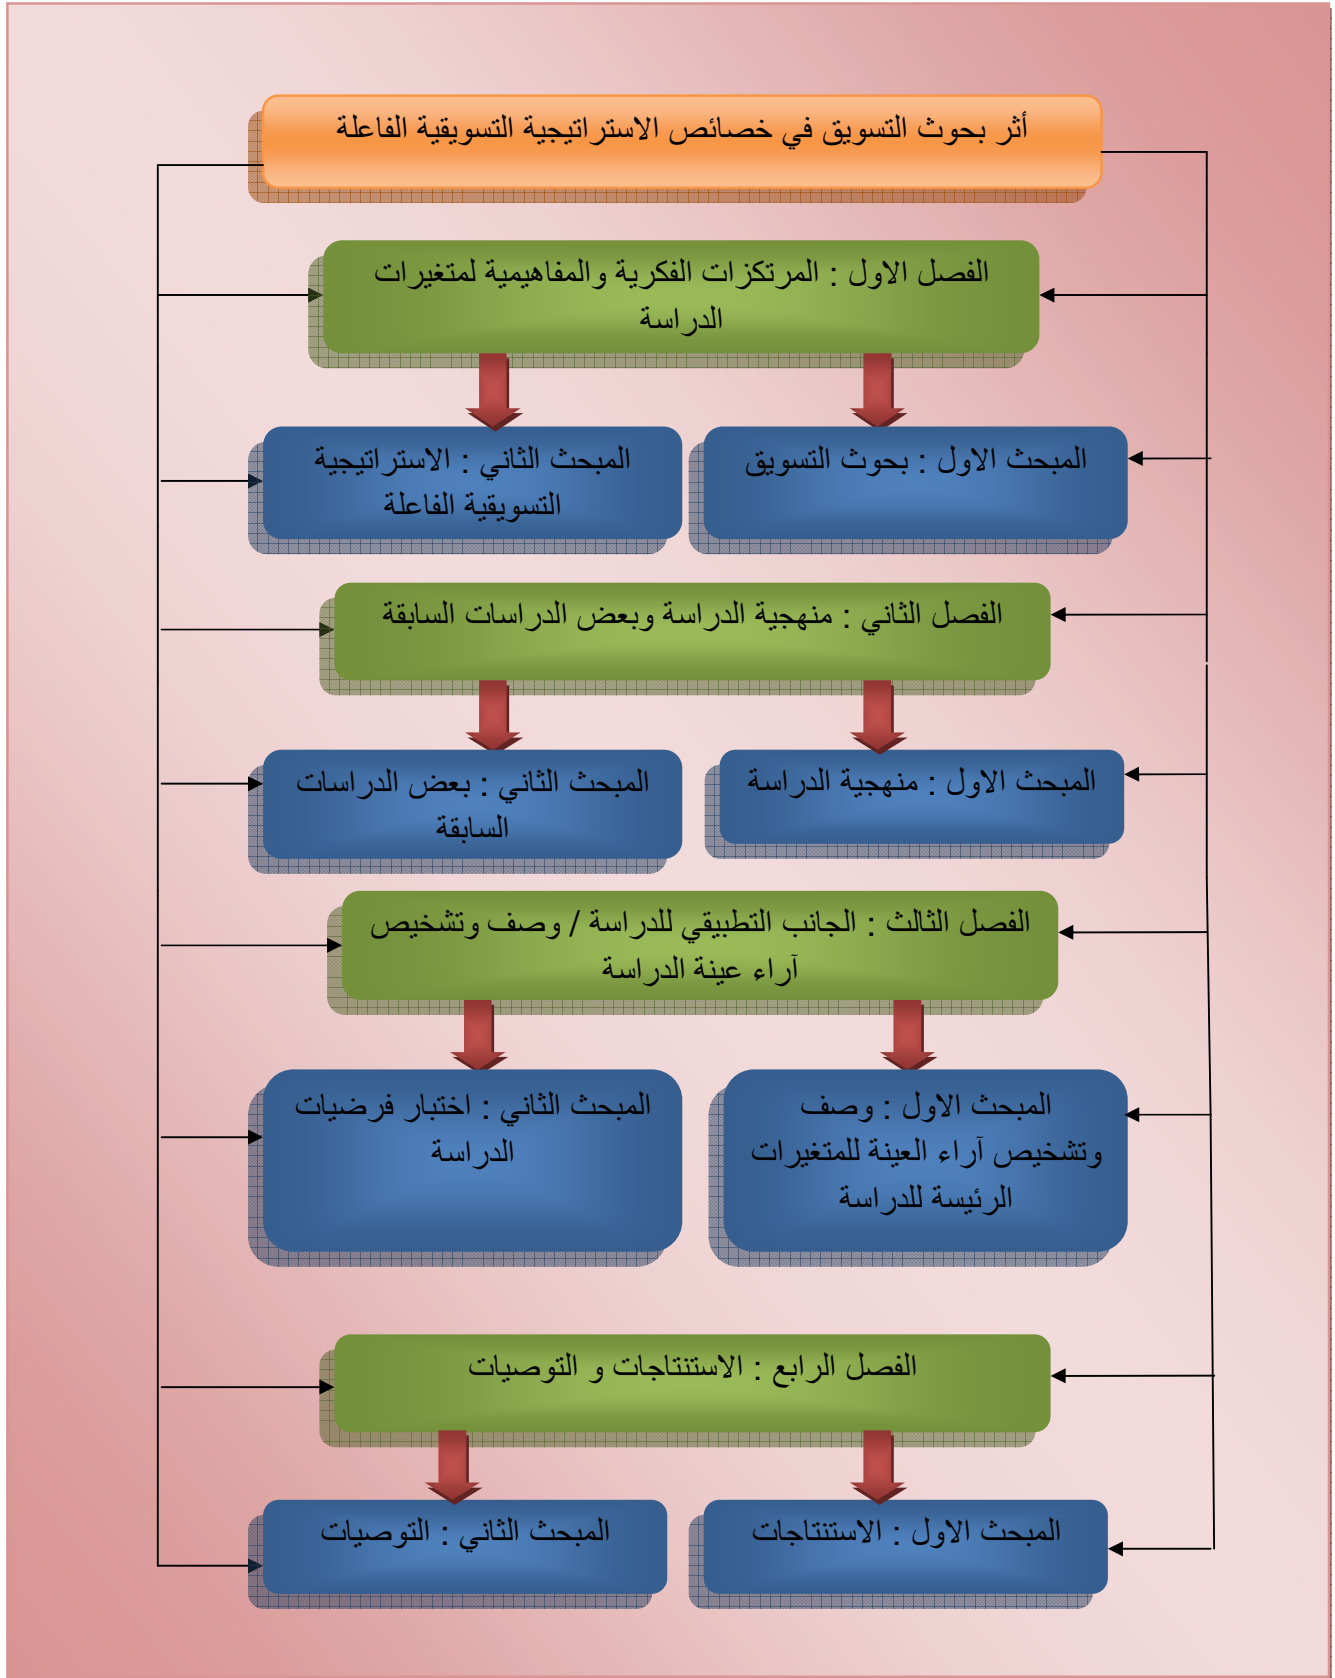 أثر بحوث التسويق في خصائص الاستراتيجية التسويقية الفاعلة
الفصل الاول : المرتكزات الفكرية والمفاهيمية لمتغيرات
الدراسة
المبحث الاول : بحوث التسويق
المبحث الثاني : الاستراتيجية
التسويقية الفاعلة
الفصل الثاني : منهجية الدراسة وبعض الدراسات السابقة
المبحث الاول : منهجية الدراسة
المبحث الثاني : بعض الدراسات
السابقة
الفصل الثالث : الجانب التطبيقي للدراسة / وصف وتشخيص
آراء عينة الدراسة
المبحث الاول : وصف
وتشخيص آراء العينة للمتغيرات
الرئيسة للدراسة
المبحث الثاني : اختبار فرضيات
الدراسة
الفصل الرابع : الاستنتاجات و التوصيات
المبحث الاول : الاستنتاجات
المبحث الثاني : التوصيات